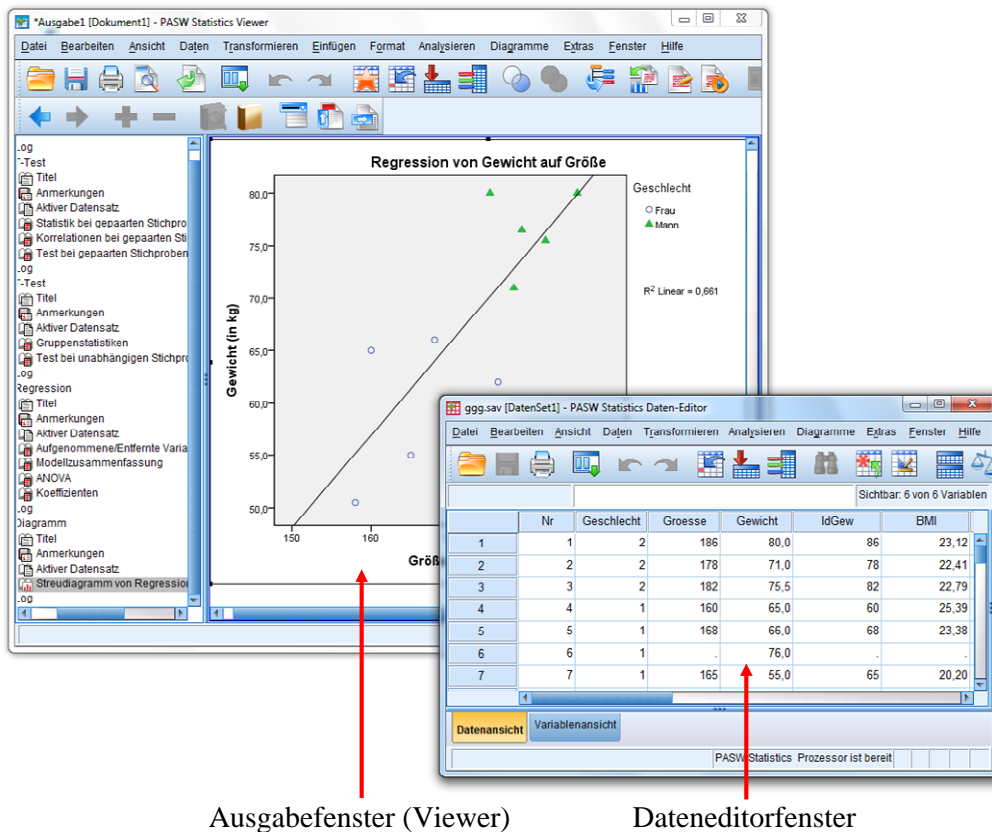 *Ausgabe1 [Dokument1] - PASW Statistics Viewer
Datei Bearbeiten Ansicht Daten Transformieren Einfügen Format Analysieren Diagramme Extras Fenster Hilfe
.og
-Test
Titel
Anmerkungen
Aktiver Datensatz
Statistik bei gepaarten Stichpro
Korrelationen bei gepaarten Sti
Test bei gepaarten Stichproben
.og
-Test
Titel
Anmerkungen
Aktiver Datensatz
Gruppenstatistiken
Test bei unabhängigen Stichpro
.og
Regression
Titel
Anmerkungen
Aktiver Datensatz
Aufgenommene/Entfernte Varia
Modellzusammenfassung
ANOVA
Koeffizienten
.og
Diagramm
Titel
Anmerkungen
Aktiver Datensatz
Streudiagramm von Regression
.og
Regression von Gewicht auf Größe
Gewicht (in kg)
80,0
75,0
70,0
65,0
60,0
55,0
50,0
150 160
Größ
Geschlecht
Frau
Mann
R² Linear = 0,661
ggg.sav [DatenSet1] - PASW Statistics Daten-Editor
Datei Bearbeiten Ansicht Daten Transformieren Analysieren Diagramme Extras Fenster Hilfe
Sichtbar: 6 von 6 Variablen
Nr Geschlecht Groesse Gewicht IdGew BMI
1 1 2 186 80,0 86 23,12
2 2 2 178 71,0 78 22,41
3 3 2 182 75,5 82 22,79
4 4 1 160 65,0 60 25,39
5 5 1 168 66,0 68 23,38
6 6 1 . 76,0 . .
7 7 1 165 55,0 65 20,20
Datenansicht Variablenansicht
PASW Statistics Prozessor ist bereit
Ausgabefenster (Viewer) Dateneditorfenster